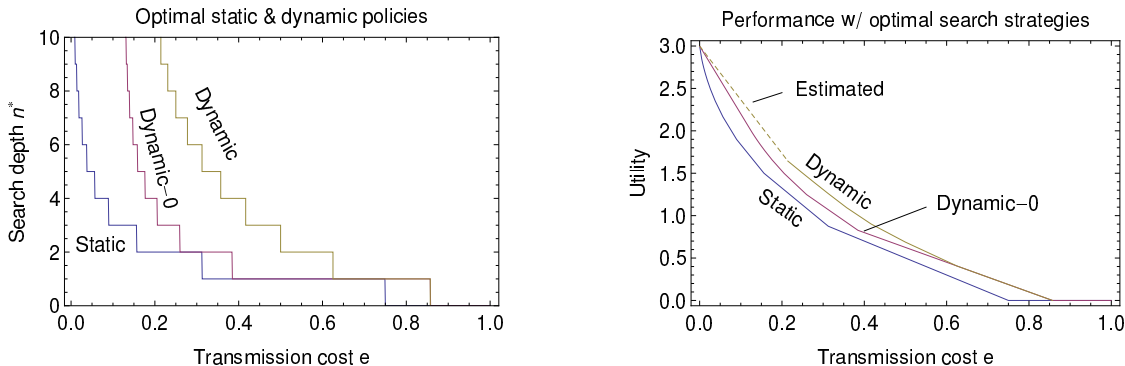 Optimal static & dynamic policies
Search depth n*
10
8
6
4
2
0
Static
Dynamic-0
Dynamic
0.0 0.2 0.4 0.6 0.8 1.0
Transmission cost e
Performance w/ optimal search strategies
Utility
3.0
2.5
2.0
1.5
1.0
0.5
0.0
Estimated
Dynamic
Static
Dynamic-0
0.0 0.2 0.4 0.6 0.8 1.0
Transmission cost e